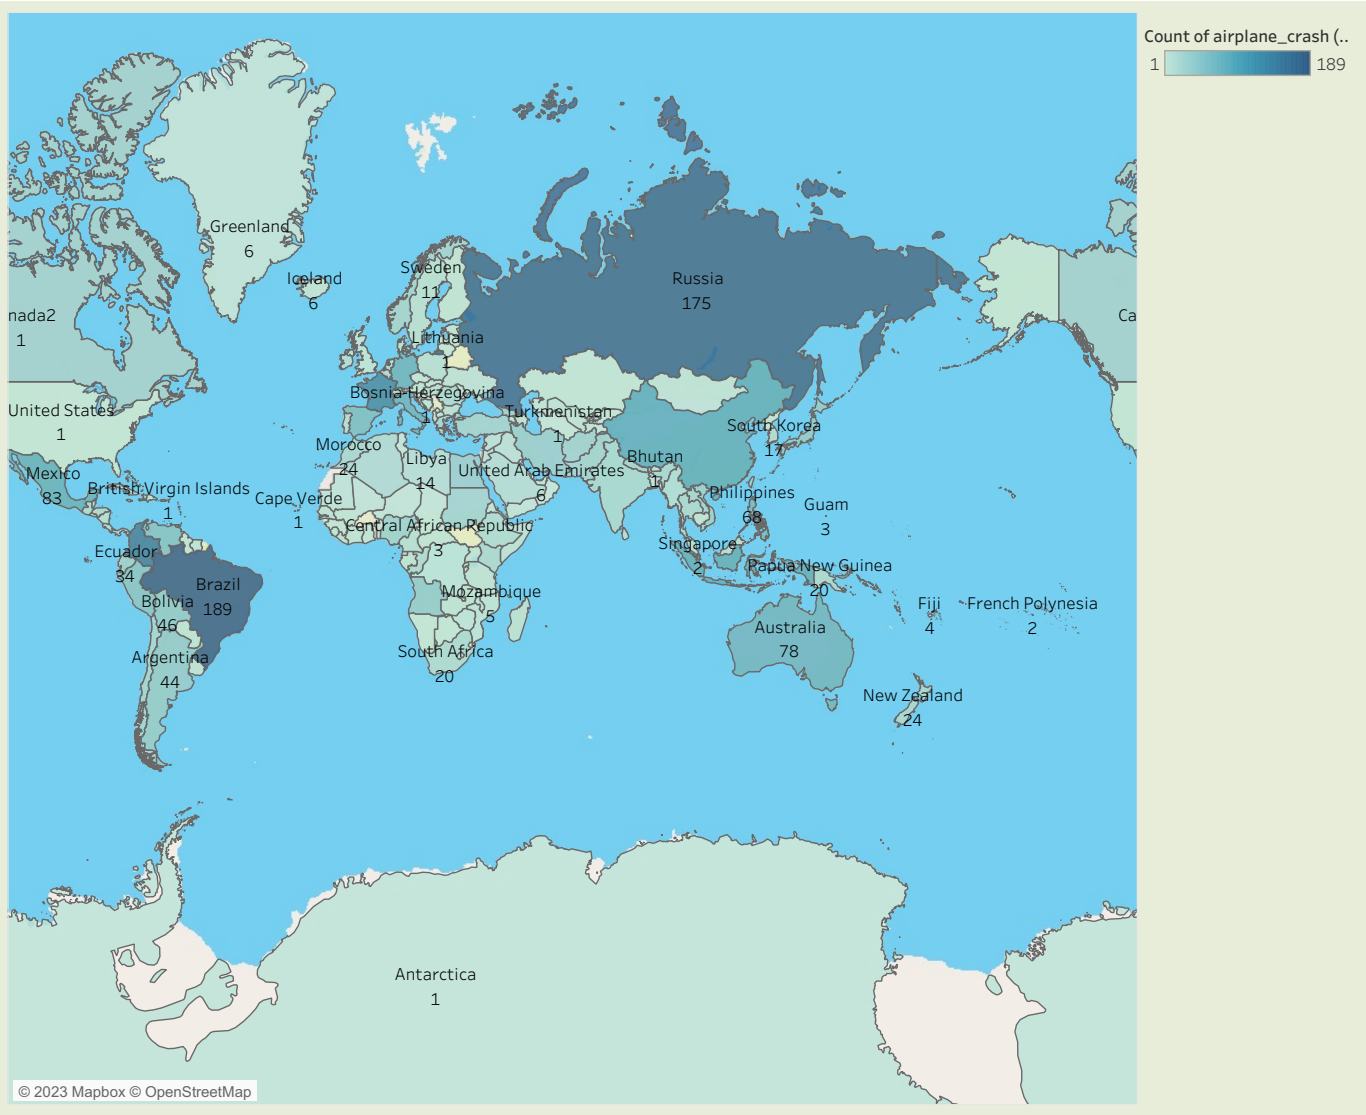 Count of airplane_crash (..
1
189
Greenland
6
Iceland
6
Sweden
11
Russia
175
nada2
1
Ca
Lithuania
1
United States
1
Bosnia-Herzegovina
1
Turkmenistan
1
South Korea
17
Morocco
24
Libya
14
United Arab Emirates
6
Bhutan
1
Mexico
83
British Virgin Islands
1
Cape Verde
1
Philippines
68
Guam
3
Central African Republic
3
Singapore
2
Ecuador
34
Papua New Guinea
20
Brazil
189
Mozambique
5
Bolivia
46
Fiji
4
French Polynesia
2
Australia
78
Argentina
44
South Africa
20
New Zealand
24
Antarctica
1
© 2023 Mapbox © OpenStreetMap